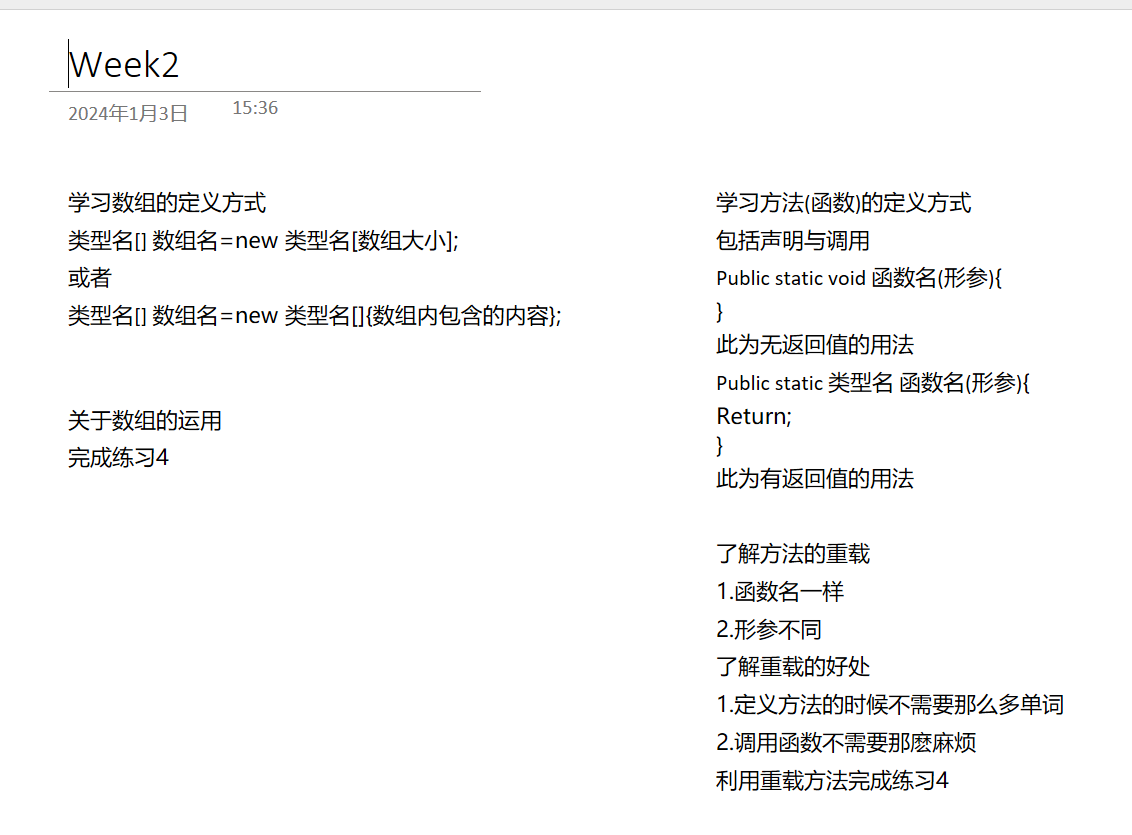 Week2
2024年1月3日 15:36
学习数组的定义方式
类型名[] 数组名=new 类型名[数组大小];
或者
类型名[] 数组名=new 类型名[]{数组内包含的内容};
关于数组的运用
完成练习4
学习方法(函数)的定义方式
包括声明与调用
Public static void 函数名(形参){
}
此为无返回值的用法
Public static 类型名 函数名(形参){
Return;
}
此为有返回值的用法
了解方法的重载
1.函数名一样
2.形参不同
了解重载的好处
1.定义方法的时候不需要那么多单词
2.调用函数不需要那麽麻烦
利用重载方法完成练习4